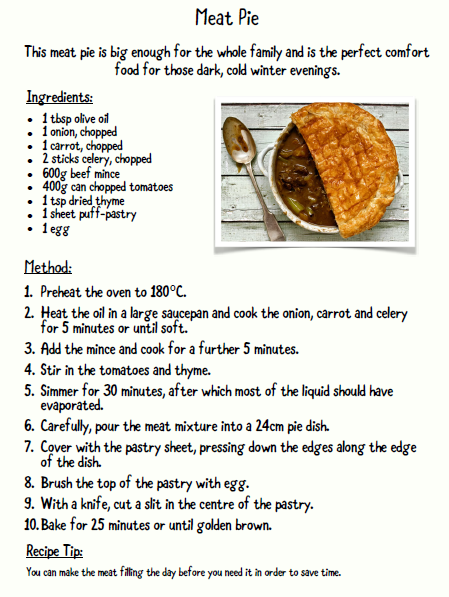 Meat Pie
This meat pie is big enough for the whole family and is the perfect comfort
food for those dark, cold winter evenings.
Ingredients:
• 1 tbsp olive oil
• 1 onion, chopped
• 1 carrot, chopped
• 2 sticks celery, chopped
• 600g beef mince
• 400g can chopped tomatoes
• 1 tsp dried thyme
• 1 sheet puff-pastry
• 1 egg
Method:
1. Preheat the oven to 180°C.
2. Heat the oil in a large saucepan and cook the onion, carrot and celery
for 5 minutes or until soft.
3. Add the mince and cook for a further 5 minutes.
4. Stir in the tomatoes and thyme.
5. Simmer for 30 minutes, after which most of the liquid should have
evaporated.
6. Carefully, pour the meat mixture into a 24cm pie dish.
7. Cover with the pastry sheet, pressing down the edges along the edge
of the dish.
8. Brush the top of the pastry with egg.
9. With a knife, cut a slit in the centre of the pastry.
10. Bake for 25 minutes or until golden brown.
Recipe Tip:
You can make the meat filling the day before you need it in order to save time.